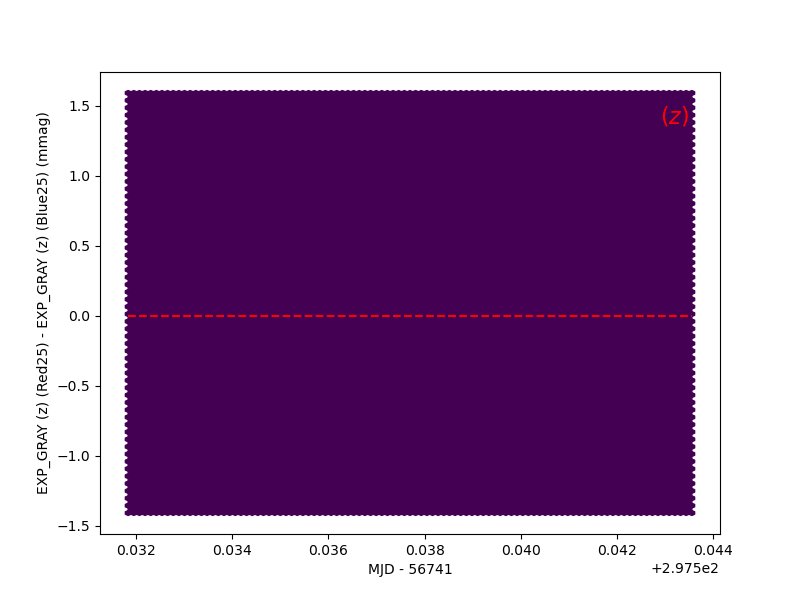 EXP_GRAY (z) (Red25) - EXP_GRAY (z) (Blue25) (mmag)
1.5
1.0
0.5
0.0
−0.5
−1.0
−1.5
(z)
0.032 0.034 0.036 0.038 0.040 0.042 0.044
MJD - 56741
+2.975e2